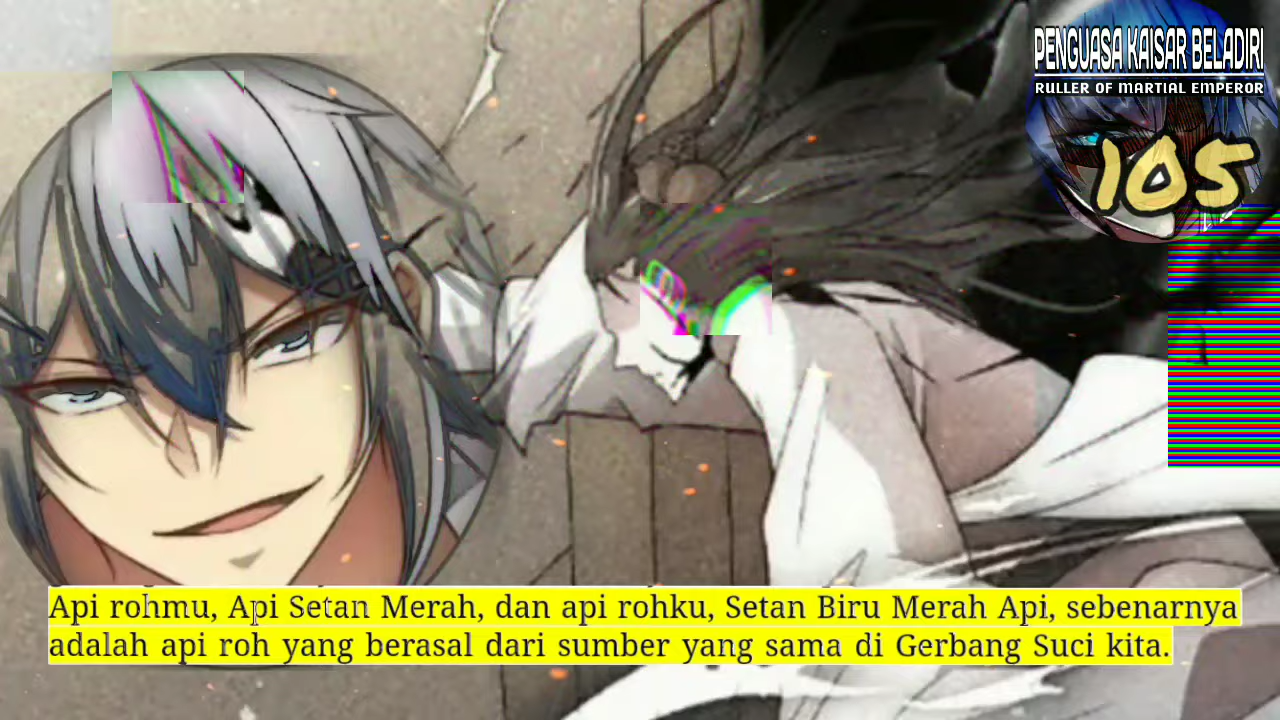 PENGUASA KAISAR BELADIRI
RULLER OF MARTIAL EMPEROR
105
Api rohmu, Api Setan Merah, dan api rohku, Setan Biru Merah Api, sebenarnya
adalah api roh yang berasal dari sumber yang sama di Gerbang Suci kita.